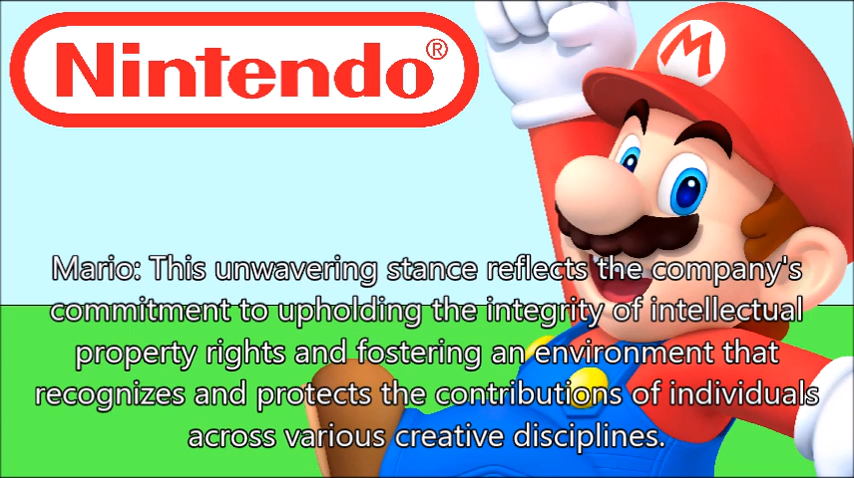 Nintendo®
M
Mario: This unwavering stance reflects the company's
commitment to upholding the integrity of intellectual
property rights and fostering an environment that
recognizes and protects the contributions of individuals
across various creative disciplines.